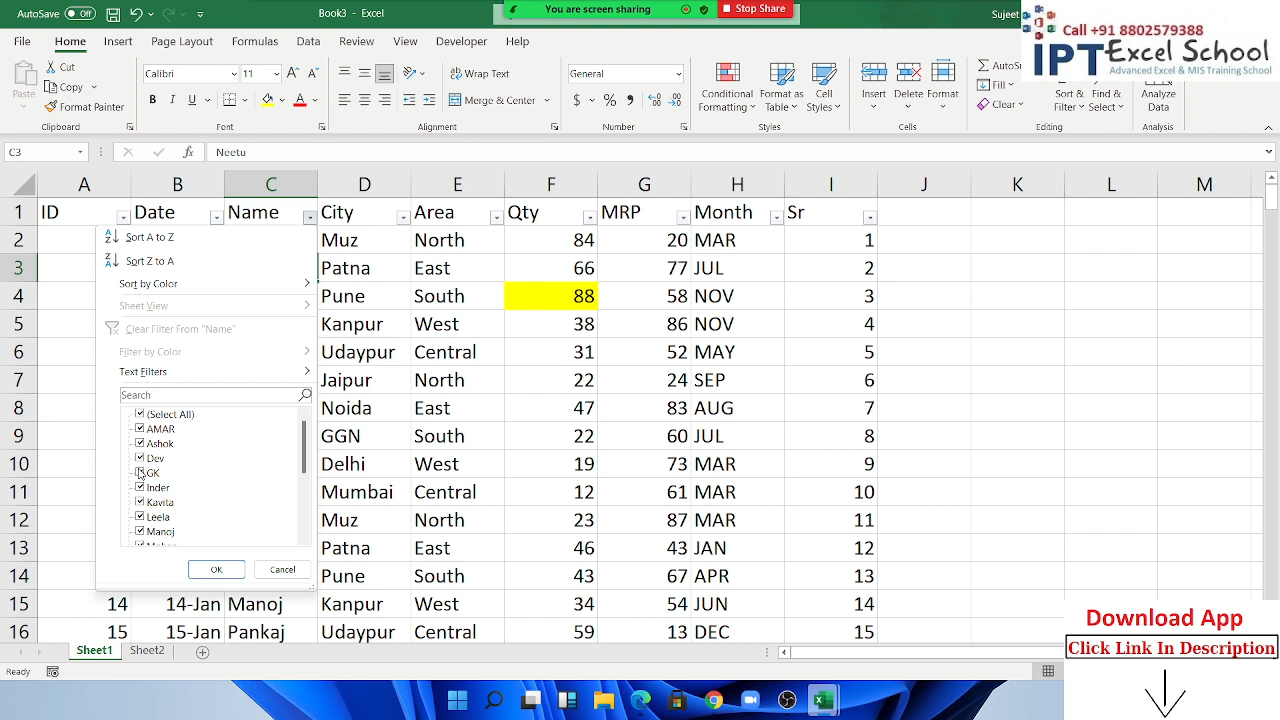 AutoSave Off
Book3 - Excel
You are screen sharing
Stop Share
Sujeet
Call +91 8802579388
IPT Excel School
Advanced Excel & MIS Training School
File Home Insert Page Layout Formulas Data Review View Developer Help
Paste
Cut
Copy
Format Painter
Clipboard
Calibri 11
B I U
Font
Wrap Text
Merge & Center
Alignment
General
$ % 9
Number
Conditional Formatting
Format as Table
Cell Styles
Styles
Insert Delete Format
Cells
AutoS
Clear
Sort & Filter
Find & Select
Editing
Analyze Data
Analysis
C3 fx Neetu
A B C D E F G H I J K L M
1 ID Date Name City Area Qty MRP Month Sr
2 Muz North 84 20 MAR 1
3 Patna East 66 77 JUL 2
4 Pune South 88 58 NOV 3
5 Kanpur West 38 86 NOV 4
6 Udaypur Central 31 52 MAY 5
7 Jaipur North 22 24 SEP 6
8 Noida East 47 83 AUG 7
9 GGN South 22 60 JUL 8
10 Delhi West 19 73 MAR 9
11 Mumbai Central 12 61 MAR 10
12 Muz North 23 87 MAR 11
13 Patna East 46 43 JAN 12
14 Pune South 43 67 APR 13
15 14 14-Jan Manoj Kanpur West 34 54 JUN 14
16 15 15-Jan Pankaj Udaypur Central 59 13 DEC 15
Sort A to Z
Sort Z to A
Sort by Color
Sheet View
Clear Filter From "Name"
Filter by Color
Text Filters
Search
(Select All)
AMAR
Ashok
Dev
GK
Inder
Kavita
Leela
Manoj
OK Cancel
Sheet1 Sheet2
Ready
Download App
Click Link In Description